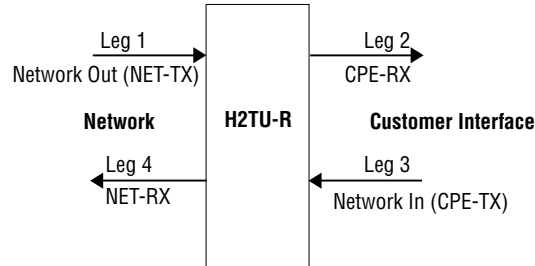 Leg 1
Leg 2
Network Out (NET-TX)
CPE-RX
Network
H2TU-R
Customer Interface
Leg 4
Leg 3
NET-RX
Network In (CPE-TX)